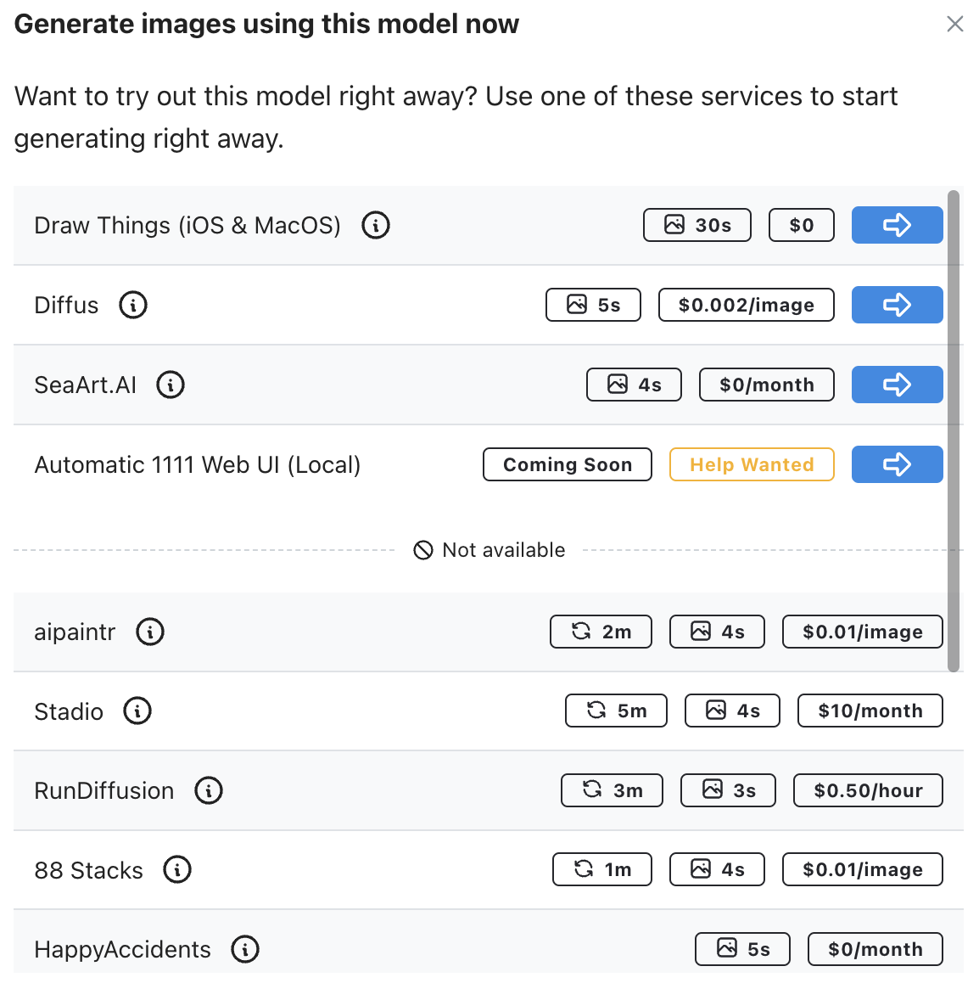 Generate images using this model now
Want to try out this model right away? Use one of these services to start
generating right away.
Draw Things (iOS & MacOS) 30s $0
Diffus 5s $0.002/image
SeaArt.AI 4s $0/month
Automatic 1111 Web UI (Local) Coming Soon Help Wanted
Not available
aipaintr 2m 4s $0.01/image
Stadio 5m 4s $10/month
RunDiffusion 3m 3s $0.50/hour
88 Stacks 1m 4s $0.01/image
HappyAccidents 5s $0/month